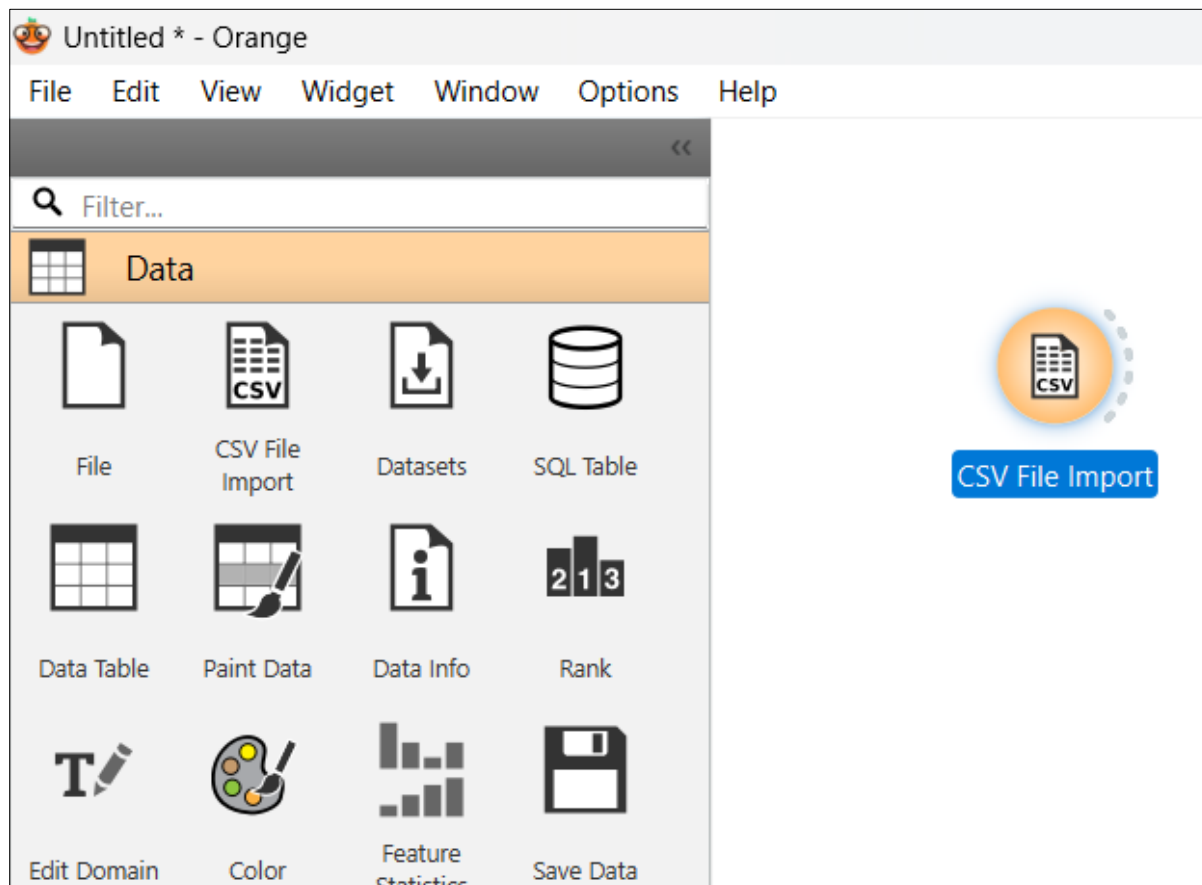 Untitled * - Orange
File Edit View Widget Window Options Help
Filter...
Data
CSV
CSV
File
CSV File
Import
Datasets
SQL Table
CSV File Import
2 1 3
Data Table
Paint Data
Data Info
Rank
T
Edit Domain
Color
Feature
Statistics
Save Data